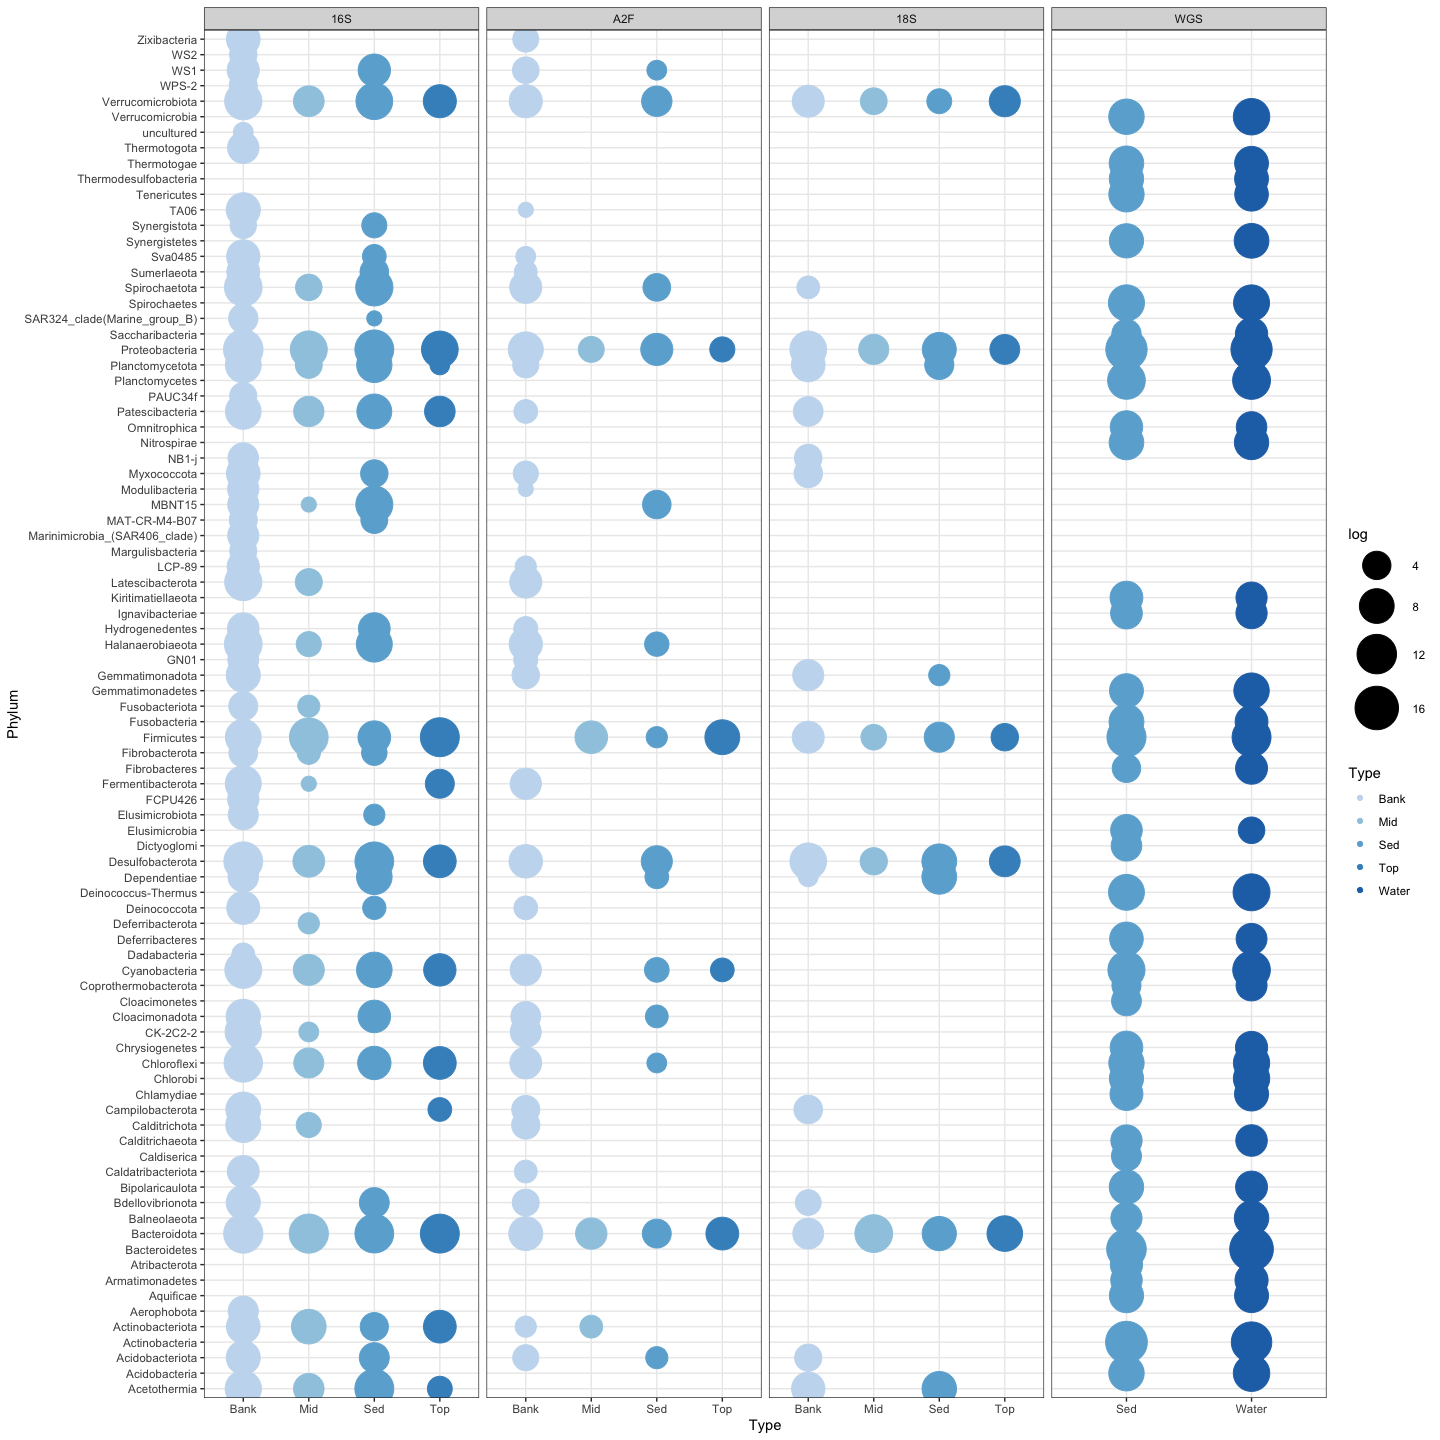 16S
A2F
18S
WGS
Zixibacteria
WS2
WS1
WPS-2
Verrucomicrobiota
Verrucomicrobia
uncultured
Thermotogota
Thermotogae
Thermodesulfobacteria
Tenericutes
TA06
Synergistota
Synergistetes
Sva0485
Sumerlaeota
Spirochaetota
Spirochaetes
SAR324_clade(Marine_group_B)
Saccharibacteria
Proteobacteria
Planctomycetota
Planctomycetes
PAUC34f
Patescibacteria
Omnitrophica
Nitrospirae
NB1-j
Myxococcota
Modulibacteria
MBNT15
MAT-CR-M4-B07
Marinimicrobia_(SAR406_clade)
Margulisbacteria
LCP-89
Latescibacterota
Kiritimatiellaeota
Ignavibacteriae
Hydrogenedentes
Halanaerobiaeota
GN01
Gemmatimonadota
Gemmatimonadetes
Fusobacteriota
Fusobacteria
Firmicutes
Fibrobacterota
Fibrobacteres
Fermentibacterota
FCPU426
Elusimicrobiota
Elusimicrobia
Dictyoglomi
Desulfobacterota
Dependentiae
Deinococcus-Thermus
Deinococcota
Deferribacterota
Deferribacteres
Dadabacteria
Cyanobacteria
Coprothermobacterota
Cloacimonetes
Cloacimonadota
CK-2C2-2
Chrysiogenetes
Chloroflexi
Chlorobi
Chlamydiae
Campilobacterota
Calditrichota
Calditrichaeota
Caldiserica
Caldatribacteriota
Bipolaricaulota
Bdellovibrionota
Balneolaeota
Bacteroidota
Bacteroidetes
Atribacterota
Armatimonadetes
Aquificae
Aerophobota
Actinobacteriota
Actinobacteria
Acidobacteriota
Acidobacteria
Acetothermia
Phylum
Bank Mid Sed Top
Bank Mid Sed Top
Bank Mid Sed Top
Sed Water
Type
log
4
8
12
16
Type
Bank
Mid
Sed
Top
Water